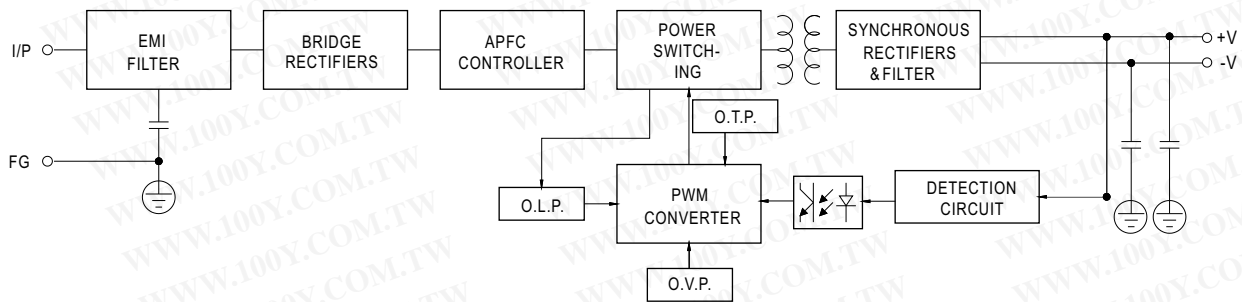 I/P
EMI
FILTER
BRIDGE
RECTIFIERS
APFC
CONTROLLER
POWER
SWITCH-
ING
SYNCHRONOUS
RECTIFIERS
&FILTER
+V
-V
O.T.P.
FG
O.L.P.
PWM
CONVERTER
DETECTION
CIRCUIT
O.V.P.
WWW.100Y.COM.TW